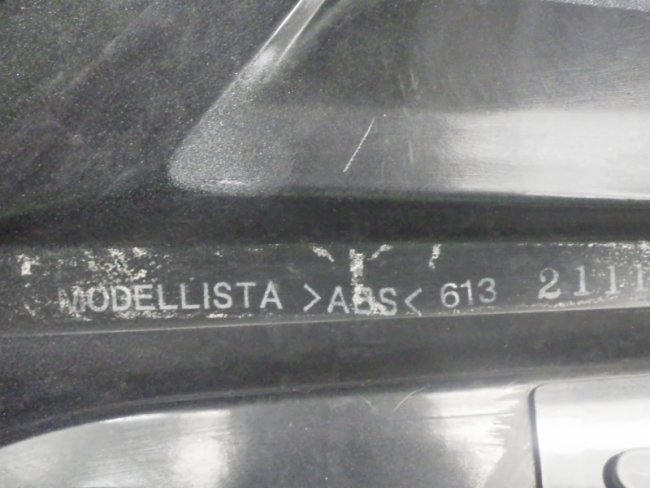 MODELLISTA >ABS< 613 2111